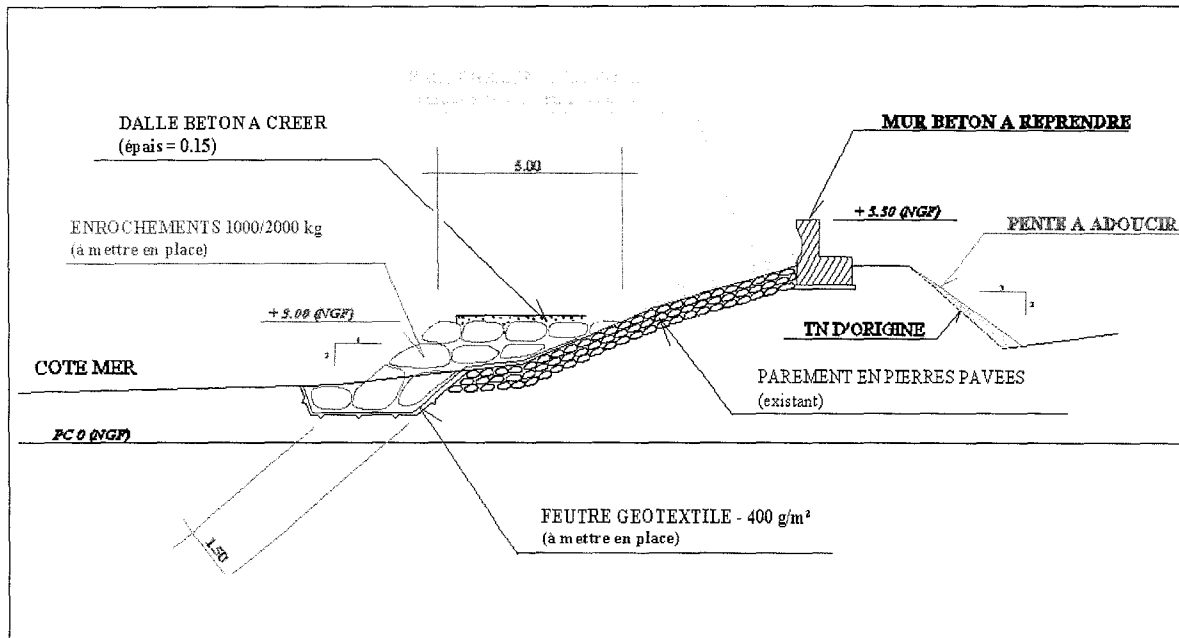 DALLE BETON A CREER
(épais = 0.15)
MUR BETON A REPRENDRE
5.00
+ 5.50 (NGF)
ENROCHEMENTS 1000/2000 kg
(à mettre en place)
PENTE A ADOUCIR
+ 3.00 (NGF)
TN D'ORIGINE
COTE MER
PAREMENT EN PIERRES PAVEES
(existant)
PC 0 (NGF)
FEUTRE GEOTEXTILE - 400 g/m²
(à mettre en place)
1.50